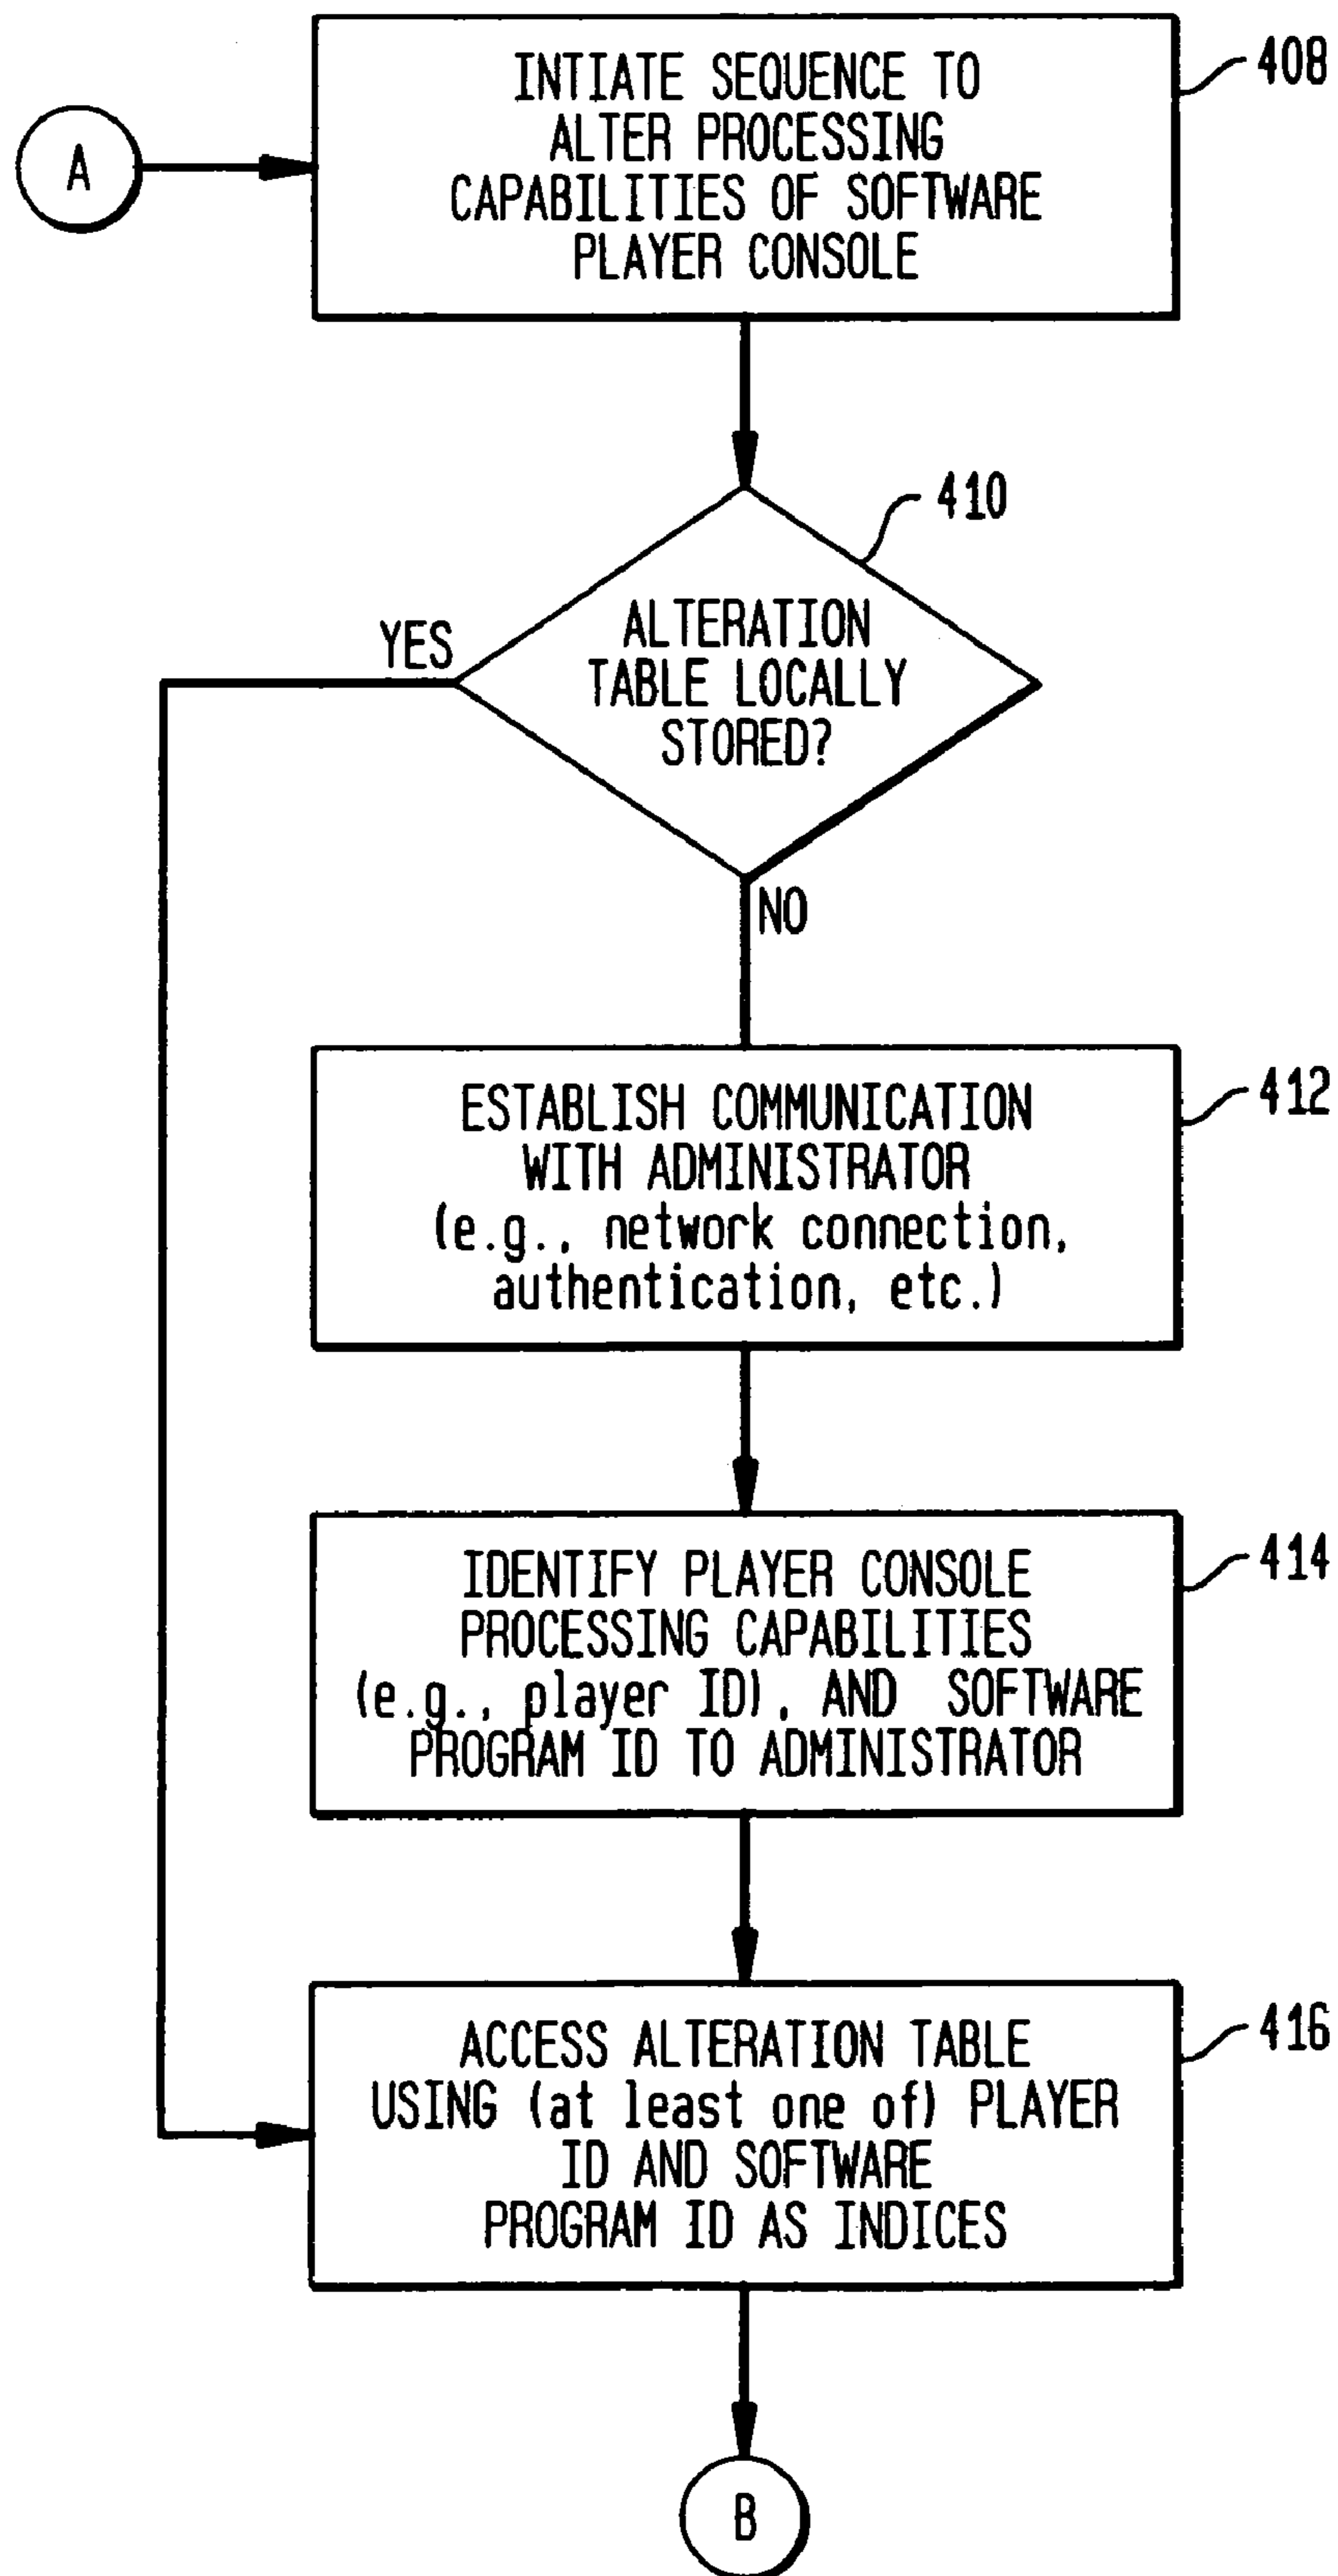 INTIATE SEQUENCE TO
ALTER PROCESSING
CAPABILITIES OF SOFTWARE
PLAYER CONSOLE
408
A
410
ALTERATION
TABLE LOCALLY
STORED?
YES
NO
ESTABLISH COMMUNICATION
WITH ADMINISTRATOR
(e.g., network connection,
authentication, etc.)
412
IDENTIFY PLAYER CONSOLE
PROCESSING CAPABILITIES
(e.g., player ID), AND SOFTWARE
PROGRAM ID TO ADMINISTRATOR
414
ACCESS ALTERATION TABLE
USING (at least one of) PLAYER
ID AND SOFTWARE
PROGRAM ID AS INDICES
416
B